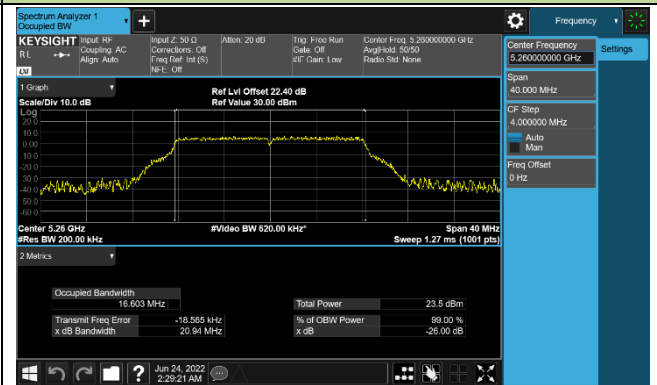 Spectrum Analyzer 1
Occupied BW
+
Frequency
KEYSIGHT
RL
LXI
Input: RF
Coupling: AC
Align: Auto
Input Z: 50 Ω
Corrections: Off
Freq Ref: Int (S)
NFE: Off
Atten: 20 dB
Trig: Free Run
Gate: Off
#IF Gain: Low
Center Freq: 5.260000000 GHz
Avg|Hold: 50/50
Radio Std: None
Center Frequency
5.260000000 GHz
Settings
Span
40.000 MHz
CF Step
4.000000 MHz
Auto
Man
Freq Offset
0 Hz
1 Graph
Scale/Div 10.0 dB
Ref Lvl Offset 22.40 dB
Ref Value 30.00 dBm
Log
20.0
10.0
0.00
-10.0
-20.0
-30.0
-40.0
-50.0
-60.0
Center 5.26 GHz
#Video BW 620.00 kHz*
Span 40 MHz
#Res BW 200.00 kHz
Sweep 1.27 ms (1001 pts)
2 Metrics
Occupied Bandwidth
16.603 MHz
Total Power 23.5 dBm
Transmit Freq Error -18.565 kHz
% of OBW Power 99.00 %
x dB Bandwidth 20.94 MHz
x dB -26.00 dB
?
Jun 24, 2022
2:29:21 AM